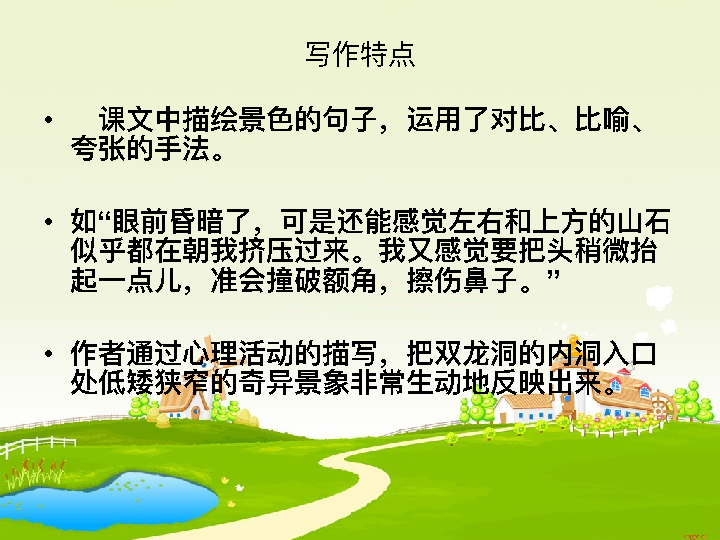 写作特点
• 课文中描绘景色的句子，运用了对比、比喻、
夸张的手法。
• 如“眼前昏暗了，可是还能感觉左右和上方的山石
似乎都在朝我挤压过来。我又感觉要把头稍微抬
起一点儿，准会撞破额角，擦伤鼻子。”
• 作者通过心理活动的描写，把双龙洞的内洞入口
处低矮狭窄的奇异景象非常生动地反映出来。